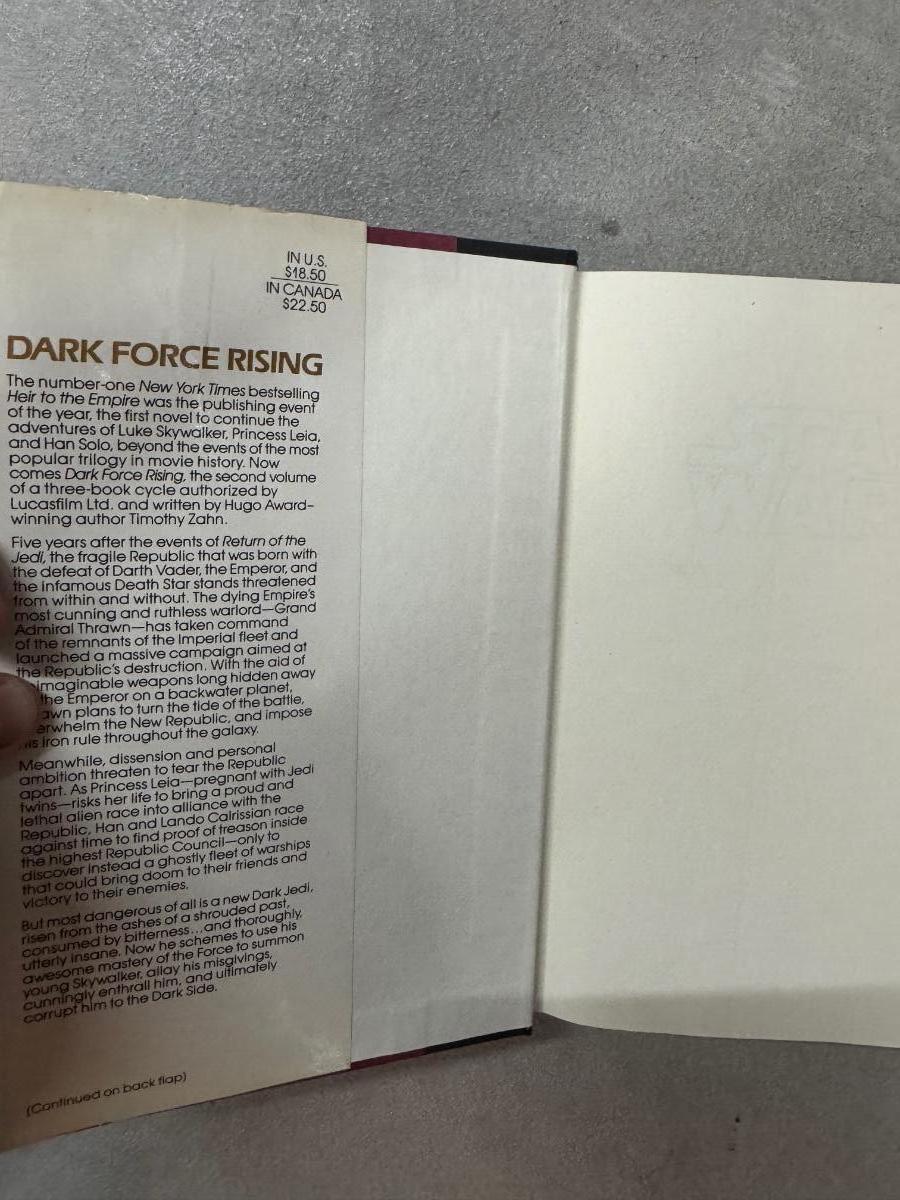 IN U.S.
$18.50
IN CANADA
$22.50
DARK FORCE RISING
The number-one New York Times bestselling
Heir to the Empire was the publishing event
of the year, the first novel to continue the
adventures of Luke Skywalker, Princess Leia,
and Han Solo, beyond the events of the most
popular trilogy in movie history. Now
comes Dark Force Rising, the second volume
of a three-book cycle authorized by
Lucasfilm Ltd. and written by Hugo Award–
winning author Timothy Zahn.
Five years after the events of Return of the
Jedi, the fragile Republic that was born with
the defeat of Darth Vader, the Emperor, and
the infamous Death Star stands threatened
from within and without. The dying Empire's
most cunning and ruthless warlord—Grand
Admiral Thrawn—has taken command
of the remnants of the Imperial fleet and
launched a massive campaign aimed at
the Republic's destruction. With the aid of
imaginable weapons long hidden away
the Emperor on a backwater planet,
awn plans to turn the tide of the battle,
erwhelm the New Republic, and impose
his iron rule throughout the galaxy.
Meanwhile, dissension and personal
ambition threaten to tear the Republic
apart. As Princess Leia—pregnant with Jedi
twins—risks her life to bring a proud and
lethal alien race into alliance with the
Republic, Han and Lando Calrissian race
against time to find proof of treason inside
the highest Republic Council—only to
discover instead a ghostly fleet of warships
that could bring doom to their friends and
victory to their enemies.
But most dangerous of all is a new Dark Jedi,
risen from the ashes of a shrouded past,
consumed by bitterness...and thoroughly,
utterly insane. Now he schemes to use his
awesome mastery of the Force to summon
young Skywalker, allay his misgivings,
cunningly enthrall him, and ultimately
corrupt him to the Dark Side.
(Continued on back flap)